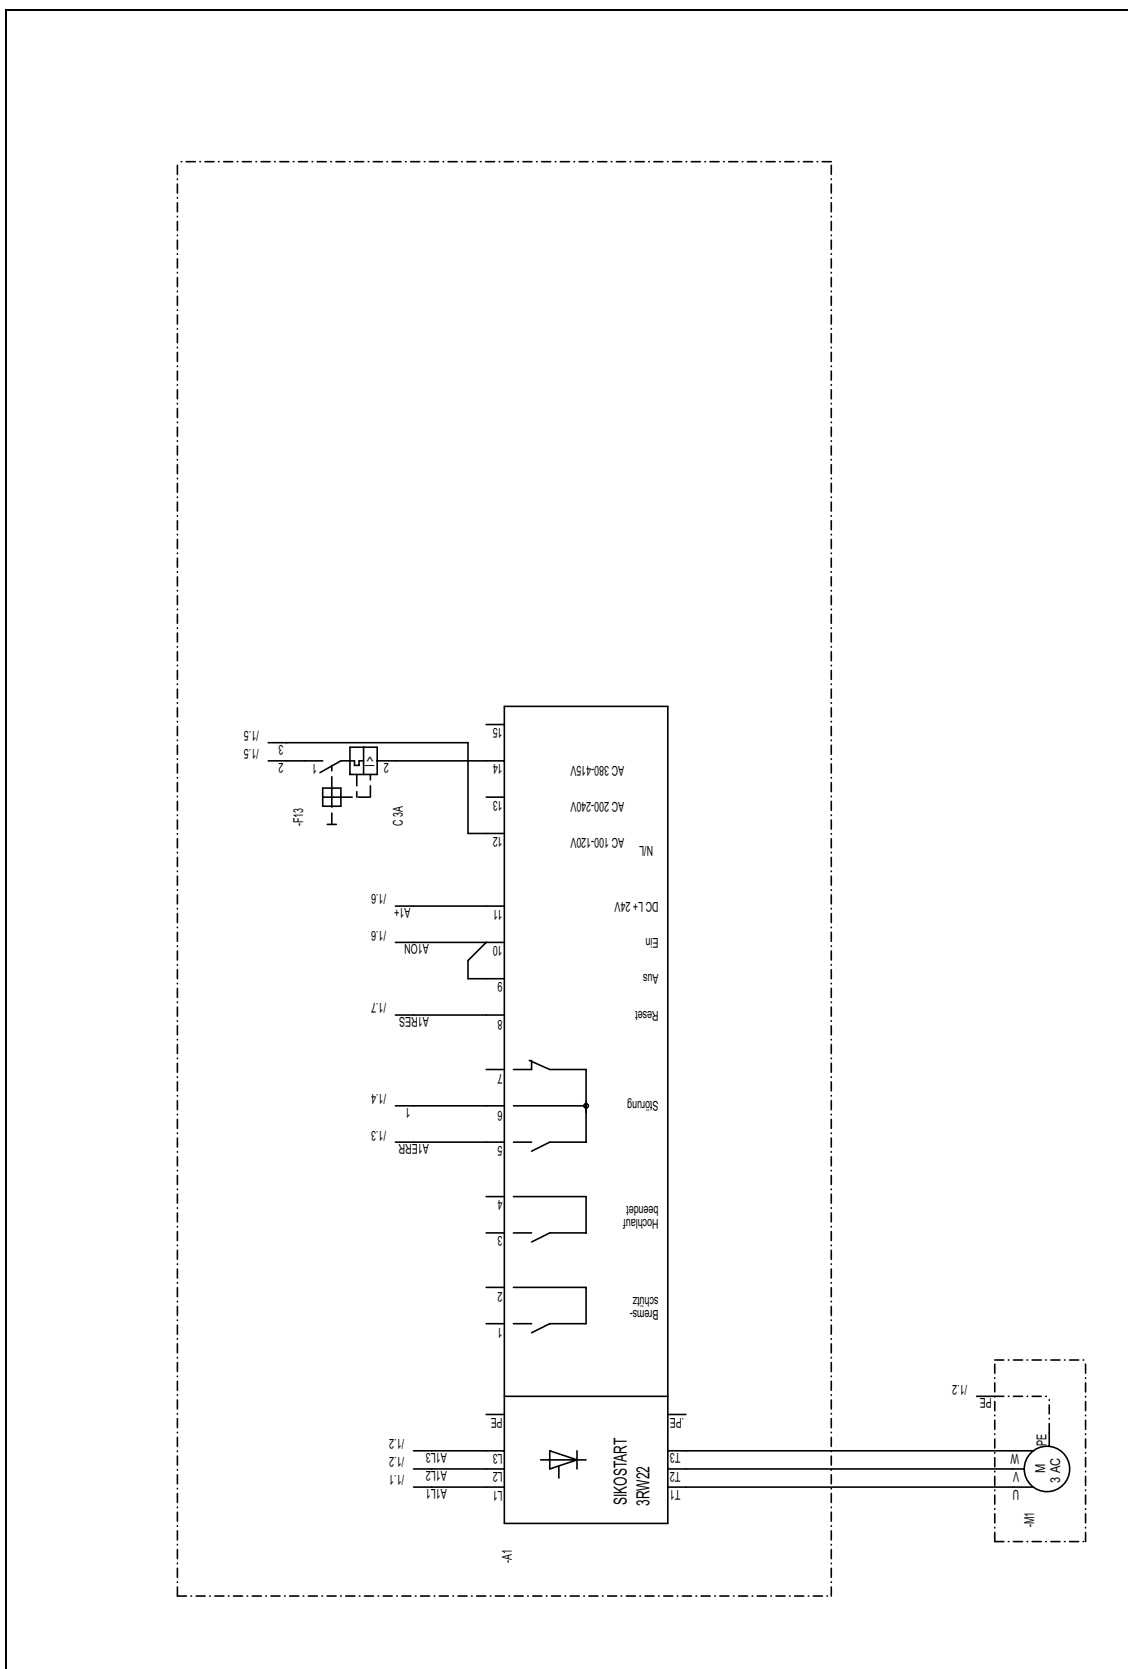 /1.5
/1.5
3
2
1
2
-F13
C 3A
15
14
13
12
AC 380-415V
AC 200-240V
AC 100-120V
N/L
/1.6
A1+
11
DC L+ 24V
/1.6
A1ON
10
Ein
9
Aus
/1.7
A1RES
8
Reset
7
/1.4
1
6
Störung
/1.3
A1ERR
5
4
Hochlauf
beendet
3
2
Brems-
schütz
1
PE
PE
/1.2
A1L3
L3
/1.2
A1L2
L2
/1.1
A1L1
L1
SIKOSTART
3RW22
T3
T2
T1
-A1
/1.2
PE
PE
W
V
U
M
3 AC
-M1